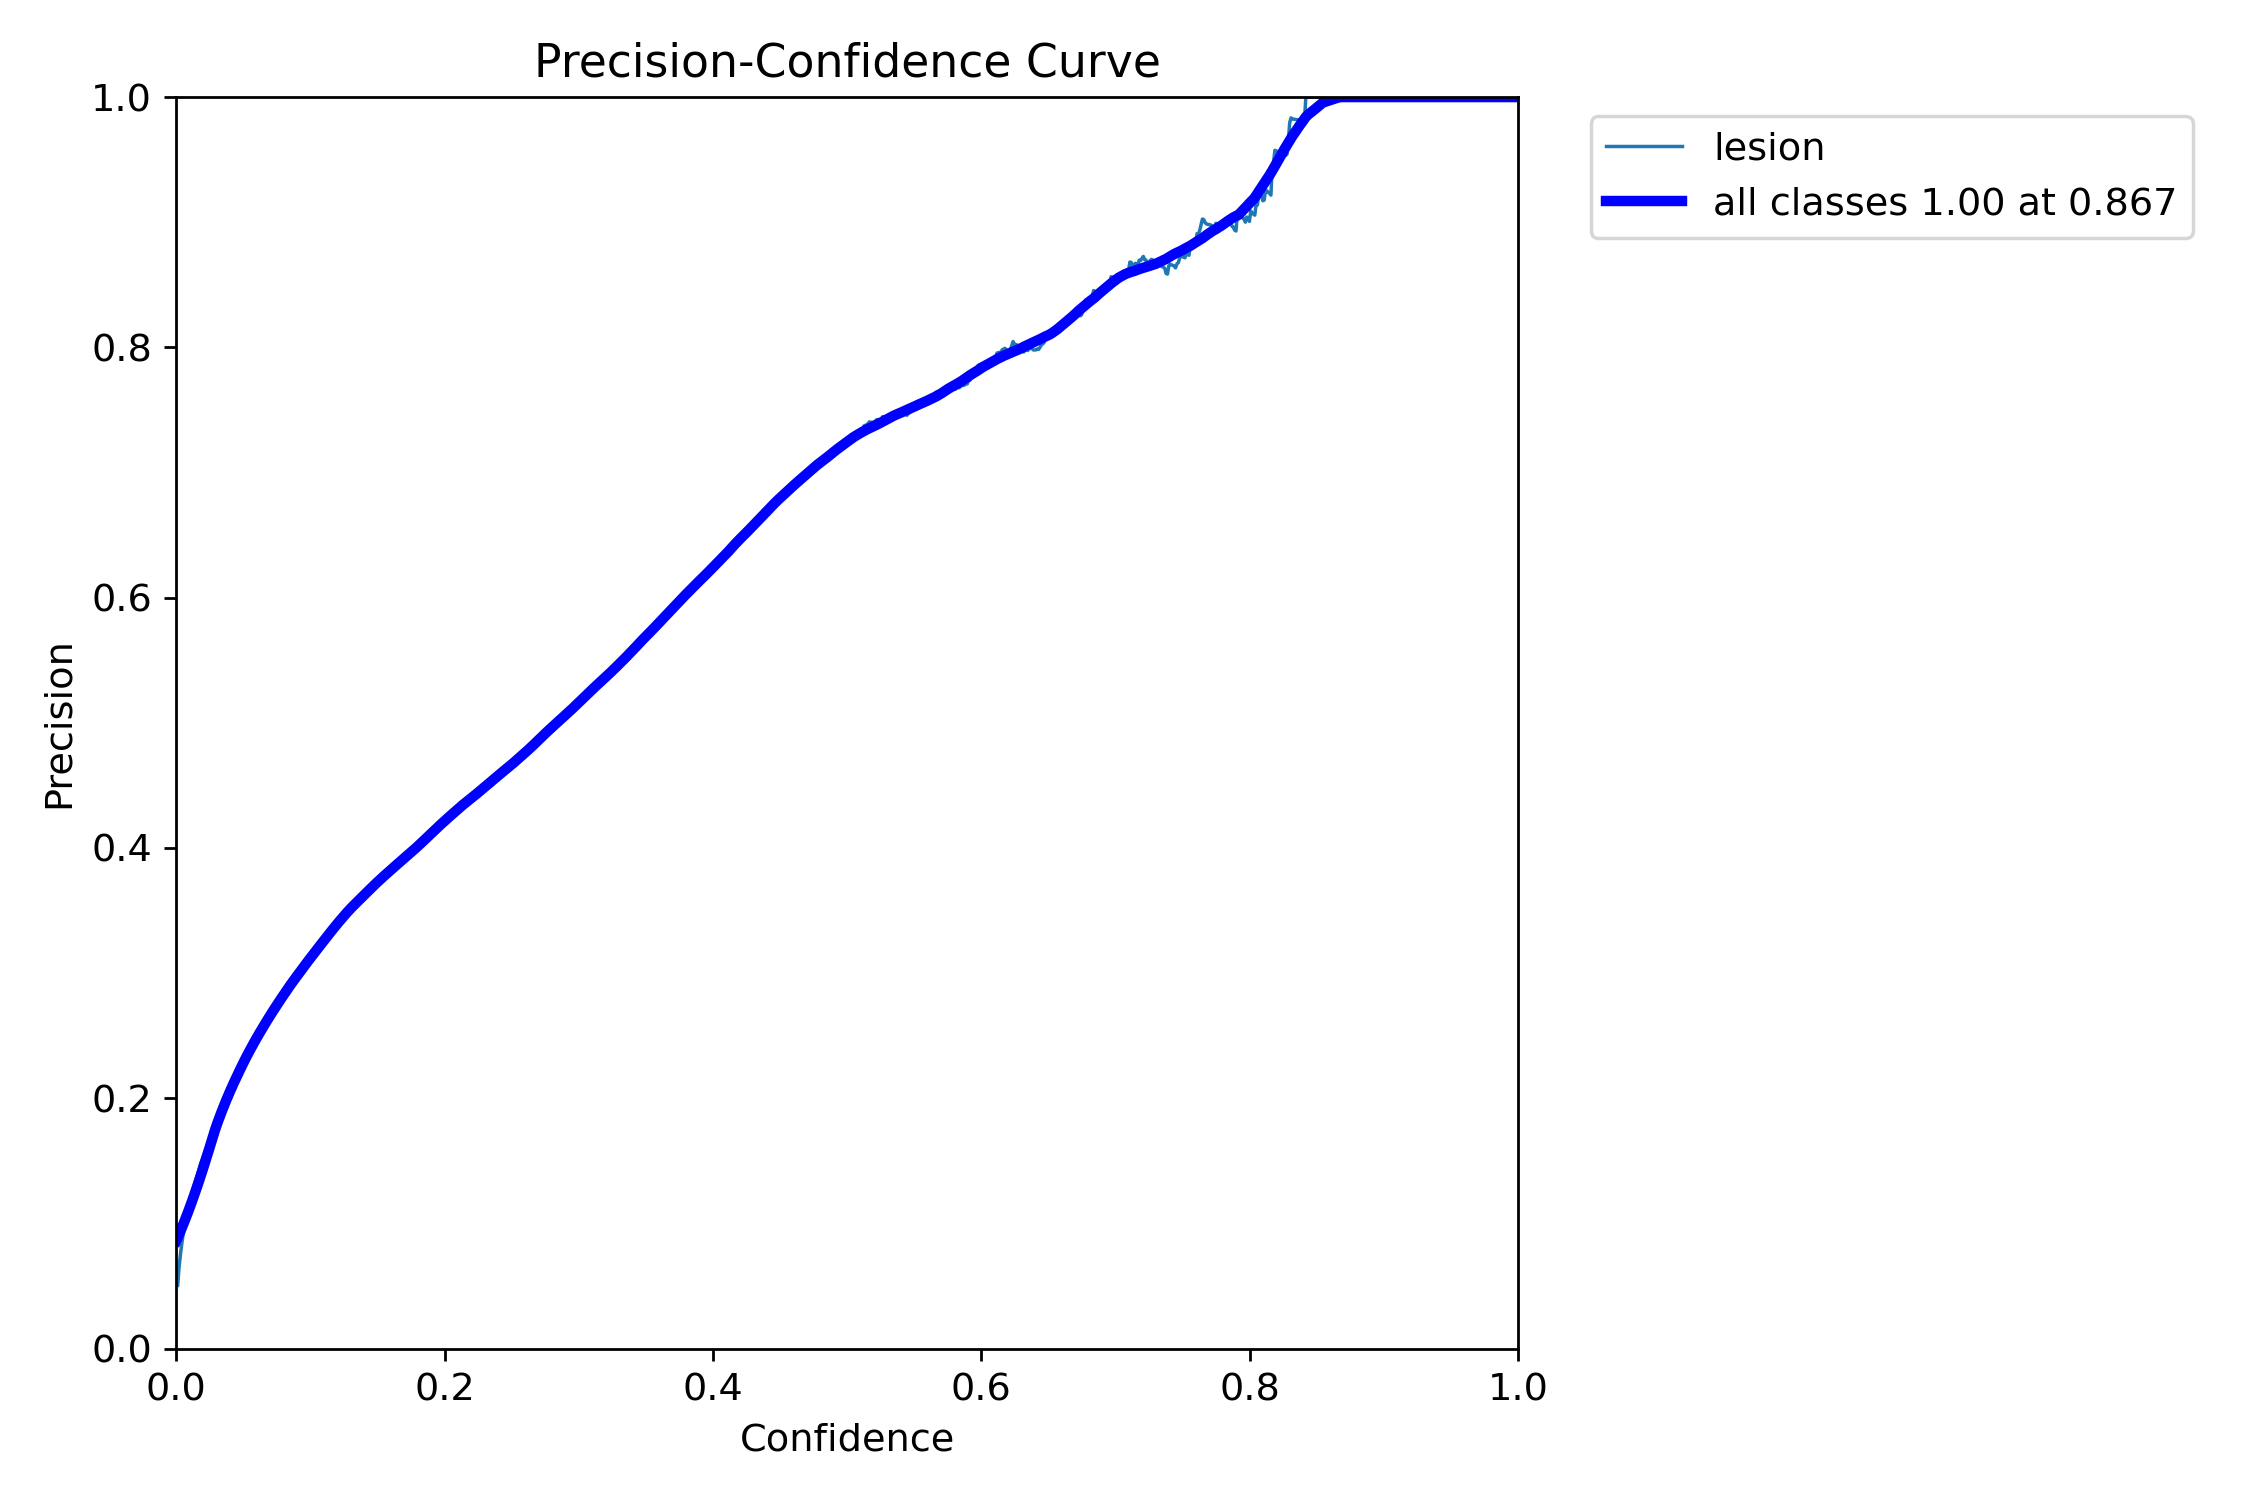 Precision-Confidence Curve
1.0
0.8
0.6
0.4
0.2
0.0
Precision
0.0 0.2 0.4 0.6 0.8 1.0
Confidence
lesion
all classes 1.00 at 0.867